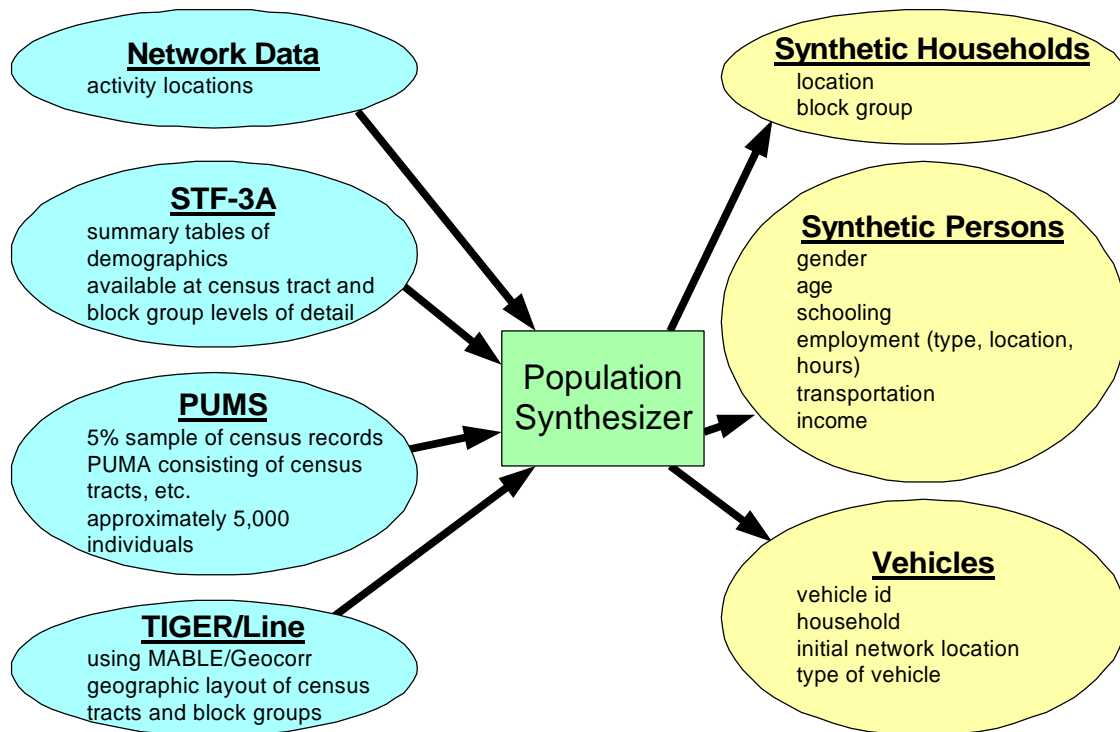 Network Data
activity locations
STF-3A
summary tables of
demographics
available at census tract and
block group levels of detail
PUMS
5% sample of census records
PUMA consisting of census
tracts, etc.
approximately 5,000
individuals
TIGER/Line
using MABLE/Geocorr
geographic layout of census
tracts and block groups
Population
Synthesizer
Synthetic Households
location
block group
Synthetic Persons
gender
age
schooling
employment (type, location,
hours)
transportation
income
Vehicles
vehicle id
household
initial network location
type of vehicle